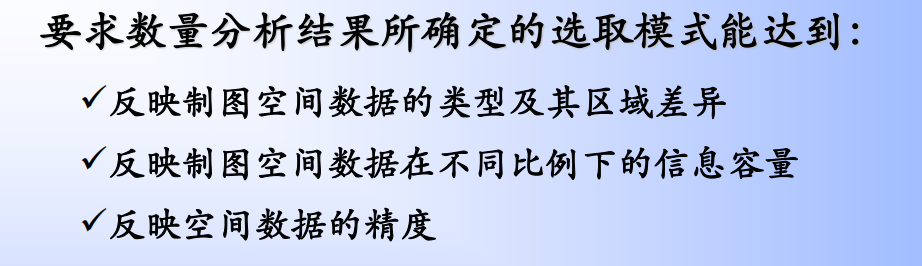 要求数量分析结果所确定的选取模式能达到：
✓反映制图空间数据的类型及其区域差异
✓反映制图空间数据在不同比例下的信息容量
✓反映空间数据的精度